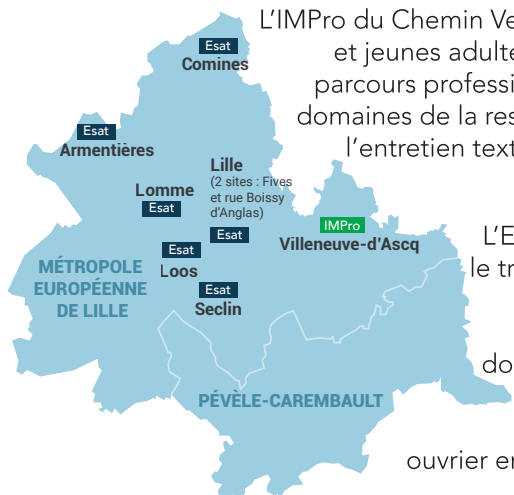 L'IMPro du Chemin Ve
et jeunes adulte
parcours professi
domaines de la res
l'entretien text
Esat
Comines
Esat
Armentières
Lille
(2 sites : Fives
et rue Boissy
d'Anglas)
Esat
Lomme
Esat
IMPro
Villeneuve-d'Ascq
Esat
Loos
Esat
Seclin
MÉTROPOLE
EUROPÉENNE
DE LILLE
PÉVÈLE-CAREMBAULT
L'E
le tr
do
ouvrier en